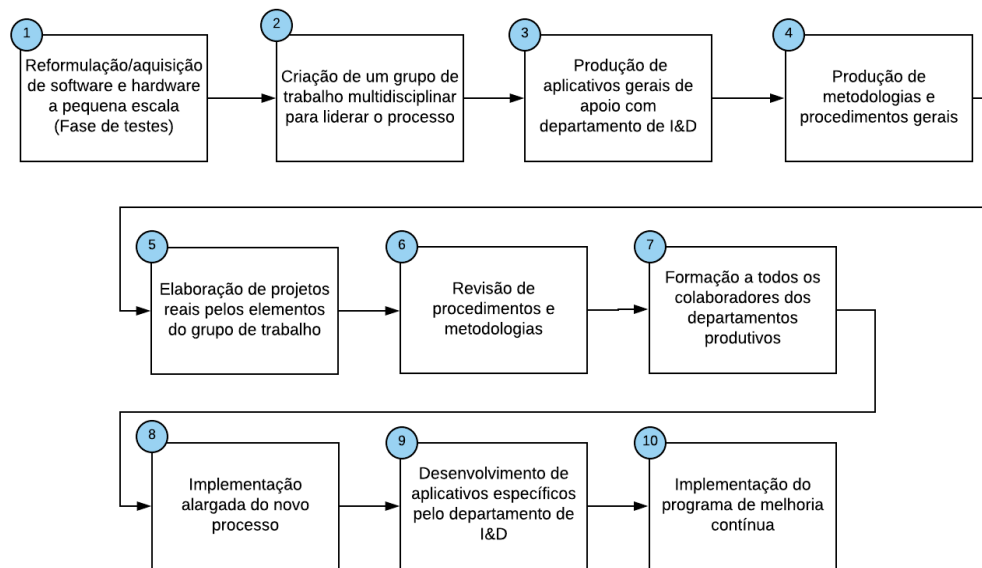 1
Reformulação/aquisição
de software e hardware
a pequena escala
(Fase de testes)
2
Criação de um grupo de
trabalho multidisciplinar
para liderar o processo
3
Produção de
aplicativos gerais de
apoio com
departamento de I&D
4
Produção de
metodologias e
procedimentos gerais
5
Elaboração de projetos
reais pelos elementos
do grupo de trabalho
6
Revisão de
procedimentos e
metodologias
7
Formação a todos os
colaboradores dos
departamentos
produtivos
8
Implementação
alargada do novo
processo
9
Desenvolvimento de
aplicativos específicos
pelo departamento de
I&D
10
Implementação do
programa de melhoria
contínua